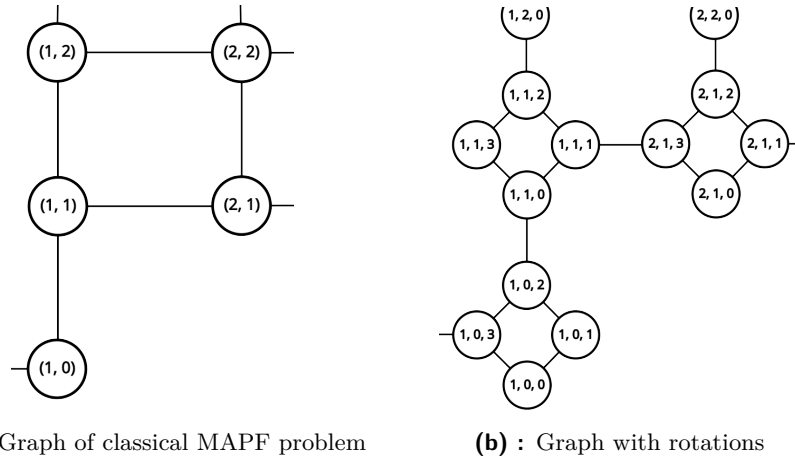 (1, 2)
(2, 2)
(1, 1)
(2, 1)
(1, 0)
Graph of classical MAPF problem
1, 2, 0
2, 2, 0
1, 1, 2
2, 1, 2
1, 1, 3
1, 1, 1
2, 1, 3
2, 1, 1
1, 1, 0
2, 1, 0
1, 0, 2
1, 0, 3
1, 0, 1
1, 0, 0
(b) : Graph with rotations